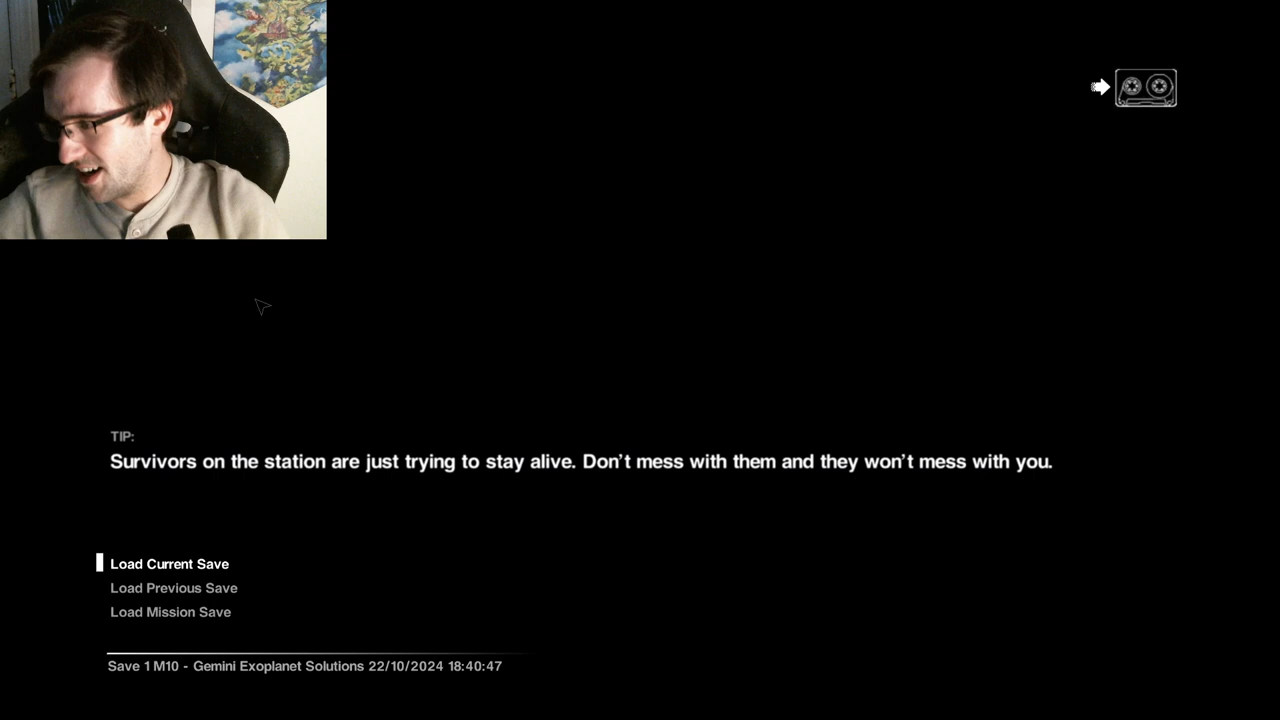 TIP:
Survivors on the station are just trying to stay alive. Don't mess with them and they won't mess with you.
Load Current Save
Load Previous Save
Load Mission Save
Save 1 M10 - Gemini Exoplanet Solutions 22/10/2024 18:40:47